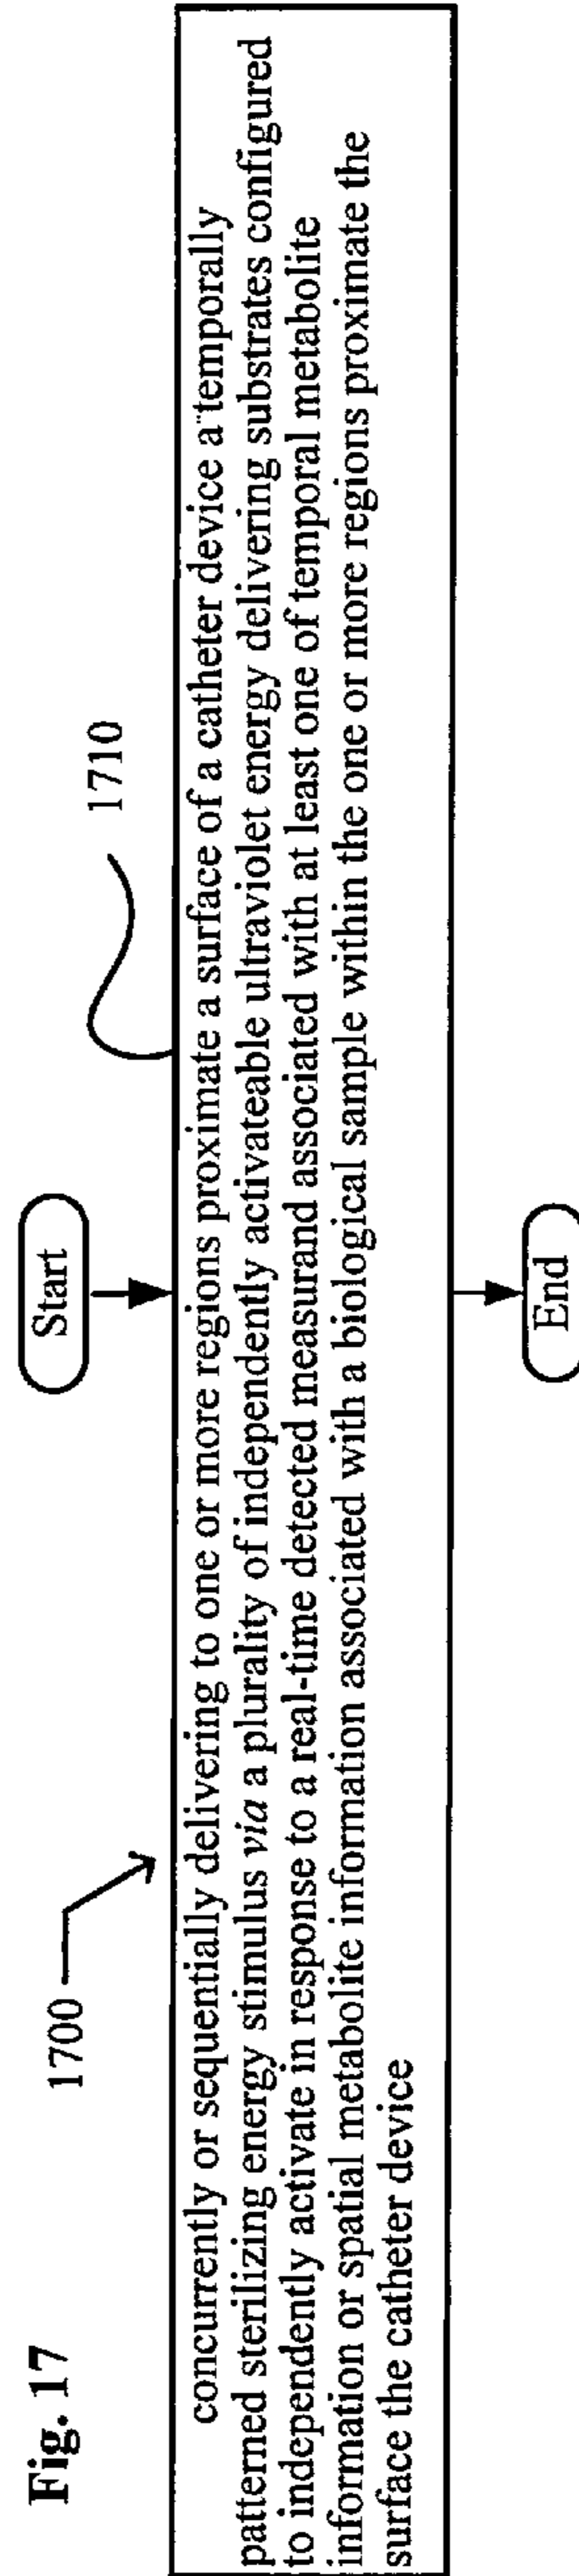 Fig. 17
1700
Start
1710
concurrently or sequentially delivering to one or more regions proximate a surface of a catheter device a temporally
patterned sterilizing energy stimulus via a plurality of independently activateable ultraviolet energy delivering substrates configured
to independently activate in response to a real-time detected measurand associated with at least one of temporal metabolite
information or spatial metabolite information associated with a biological sample within the one or more regions proximate the
surface the catheter device
End